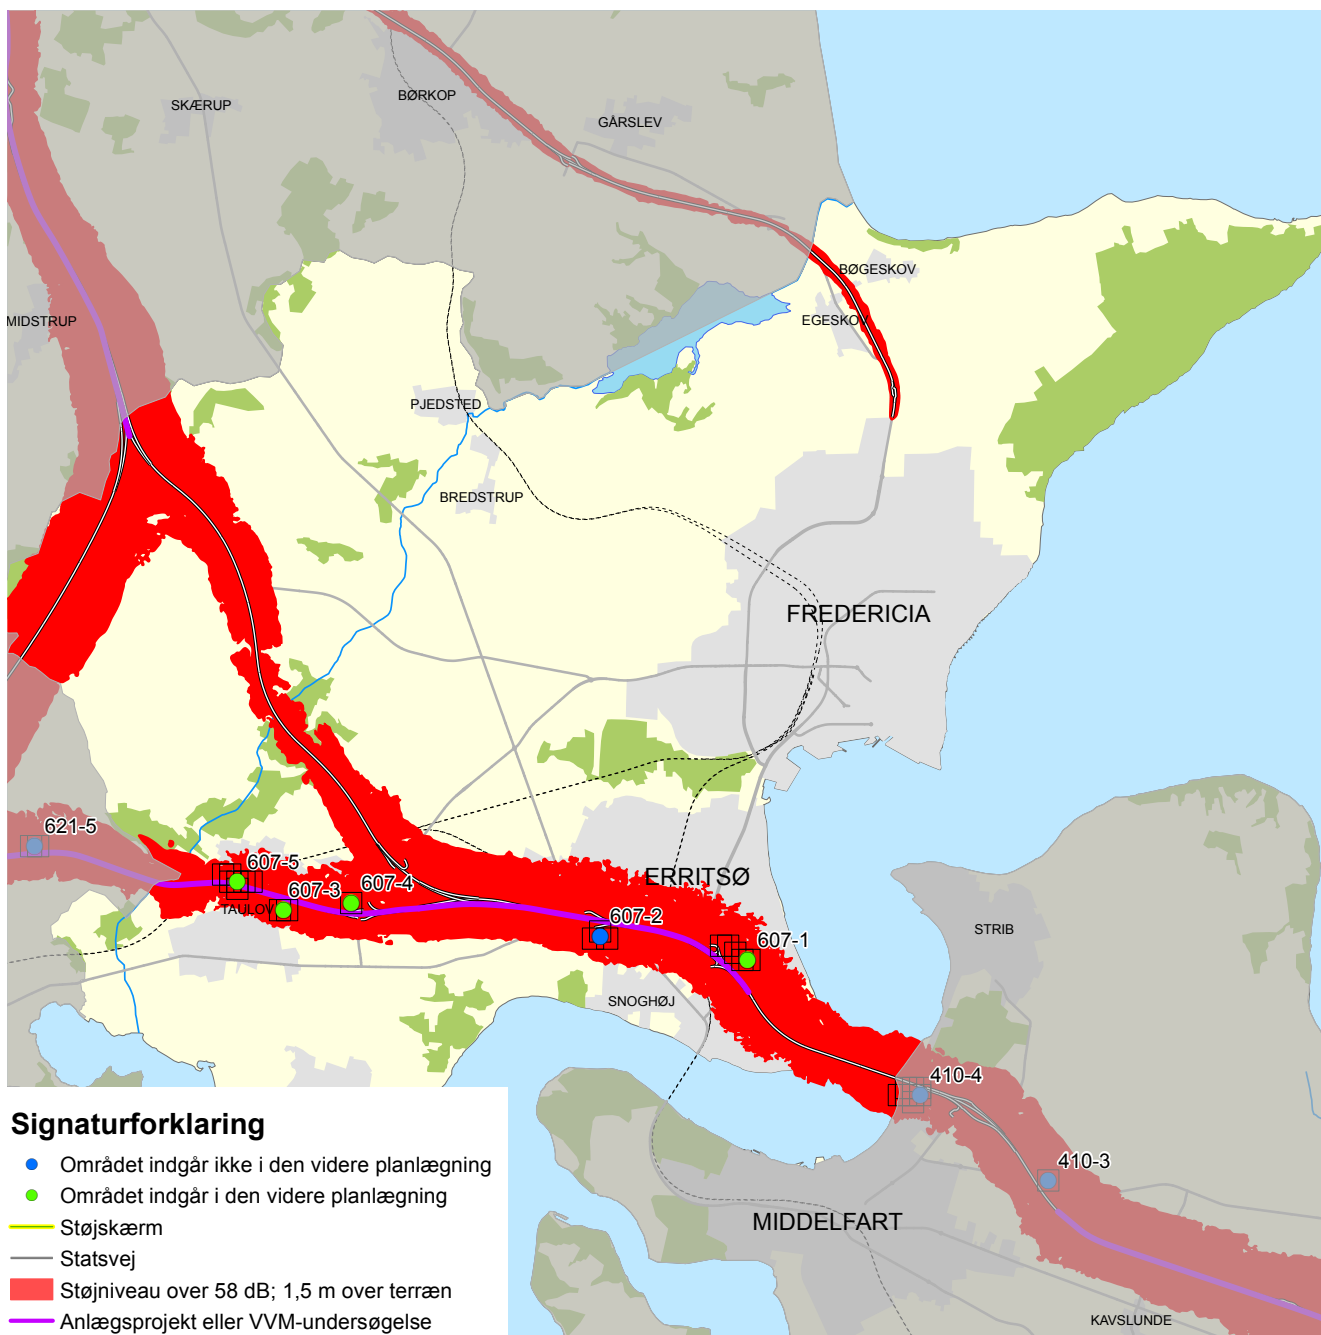 BØRKOP
SKÆRUP
GÅRSLEV
BØGESKOV
EGESKOV
MIDSTRUP
PJEDSTED
BREDSTRUP
FREDERICIA
621-5
607-5
607-3
607-4
TAULOV
ERRITSØ
607-2
607-1
STRIB
SNOGHØJ
410-4
410-3
MIDDELFART
KAVSLUNDE
Signaturforklaring
Området indgår ikke i den videre planlægning
Området indgår i den videre planlægning
Støjskærm
Statsvej
Støjniveau over 58 dB; 1,5 m over terræn
Anlægsprojekt eller VVM-undersøgelse